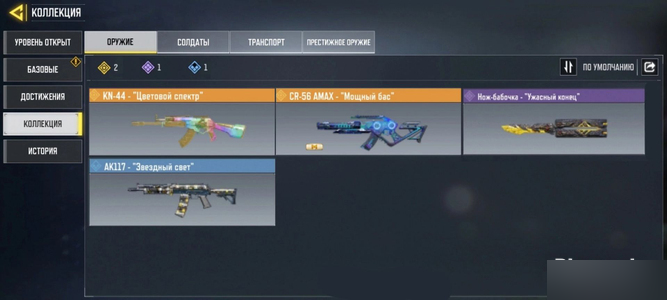 КОЛЛЕКЦИЯ
УРОВЕНЬ ОТКРЫТ
БАЗОВЫЕ
ДОСТИЖЕНИЯ
КОЛЛЕКЦИЯ
ИСТОРИЯ
ОРУЖИЕ СОЛДАТЫ ТРАНСПОРТ ПРЕСТИЖНОЕ ОРУЖИЕ
2 1 1 ПО УМОЛЧАНИЮ
KN-44 - "Цветовой спектр" CR-56 AMAX - "Мощный бас" Нож-бабочка - "Ужасный конец"
AK117 - "Звездный свет"